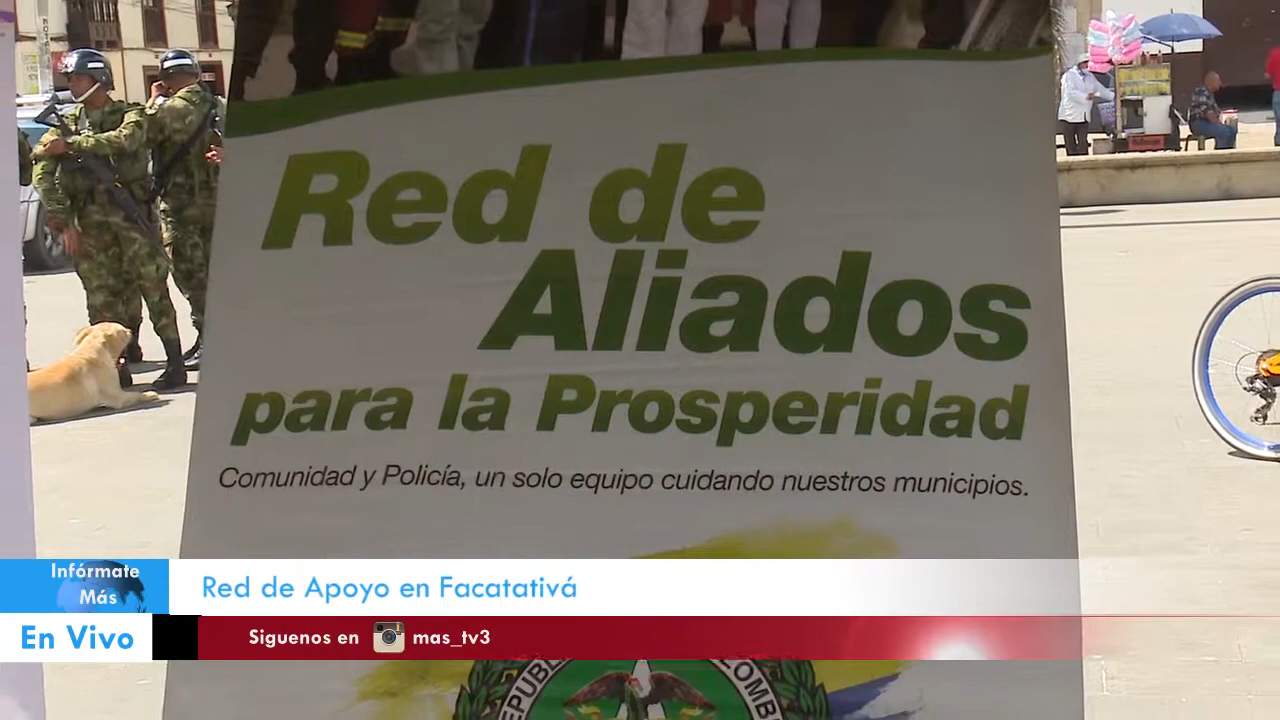 Red de
Aliados
para la Prosperidad
Comunidad y Policía, un solo equipo cuidando nuestros municipios.
Infórmate
Más
Red de Apoyo en Facatativá
En Vivo
Siguenos en mas_tv3